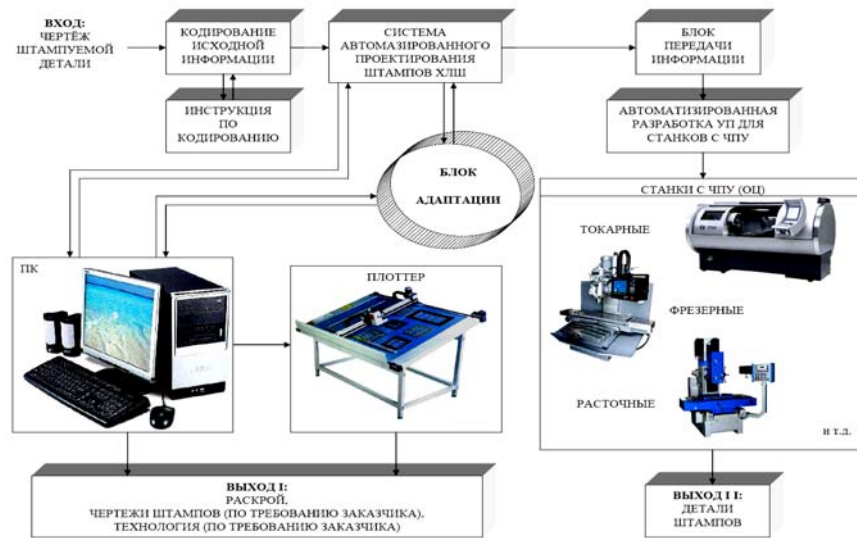 ВХОД:
ЧЕРТЁЖ
ШТАМПУЕМОЙ
ДЕТАЛИ
КОДИРОВАНИЕ
ИСХОДНОЙ
ИНФОРМАЦИИ
СИСТЕМА
АВТОМАЗИРОВАННОГО
ПРОЕКТИРОВАНИЯ
ШТАМПОВ ХЛШ
БЛОК
ПЕРЕДАЧИ
ИНФОРМАЦИИ
ИНСТРУКЦИЯ
ПО
КОДИРОВАНИЮ
АВТОМАТИЗИРОВАННАЯ
РАЗРАБОТКА УП ДЛЯ
СТАНКОВ С ЧПУ
БЛОК
АДАПТАЦИИ
СТАНКИ С ЧПУ (ОЦ)
ТОКАРНЫЕ
ФРЕЗЕРНЫЕ
РАСТОЧНЫЕ
И Т.Д.
ПК
ПЛОТТЕР
ВЫХОД I:
РАСКРОЙ,
ЧЕРТЕЖИ ШТАМПОВ (ПО ТРЕБОВАНИЮ ЗАКАЗЧИКА),
ТЕХНОЛОГИЯ (ПО ТРЕБОВАНИЮ ЗАКАЗЧИКА)
ВЫХОД I I:
ДЕТАЛИ
ШТАМПОВ